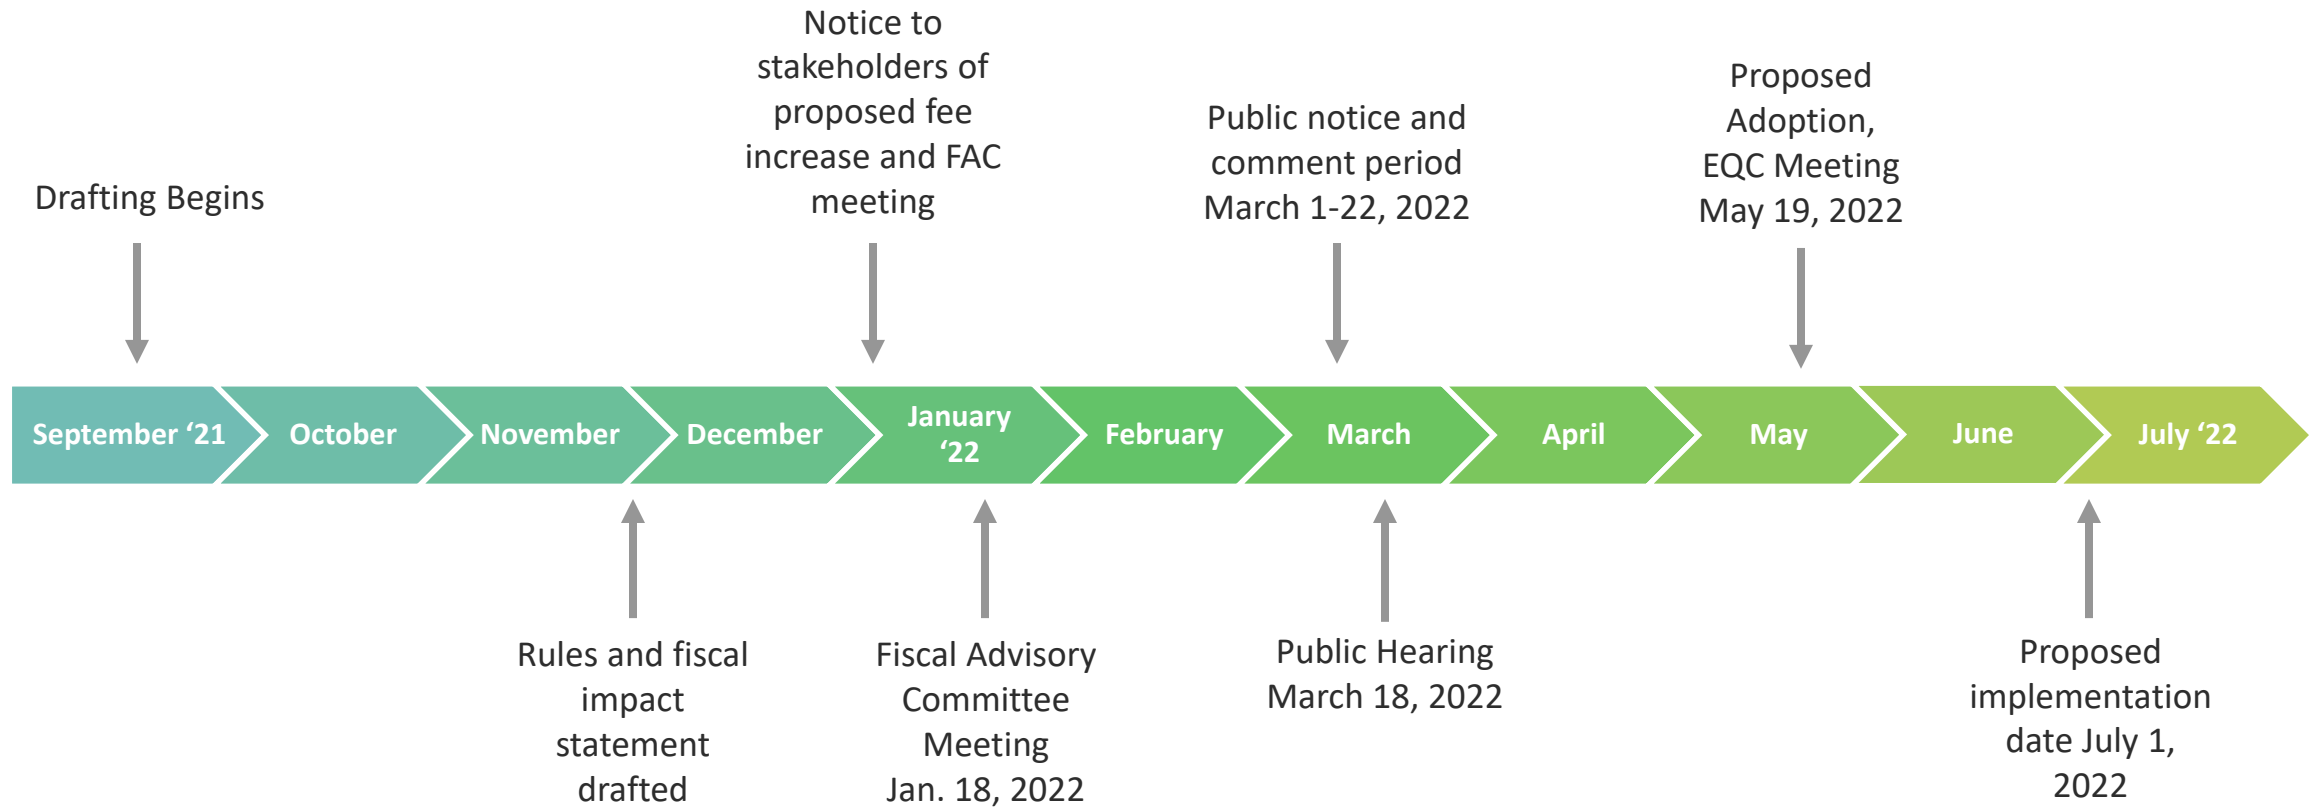 Notice to
stakeholders of
proposed fee
increase and FAC
meeting
Drafting Begins
Public notice and
comment period
March 1-22, 2022
Proposed
Adoption,
EQC Meeting
May 19, 2022
September ‘21
October
November
December
January
‘22
February
March
April
May
June
July ‘22
Rules and fiscal
impact
statement
drafted
Fiscal Advisory
Committee
Meeting
Jan. 18, 2022
Public Hearing
March 18, 2022
Proposed
implementation
date July 1,
2022